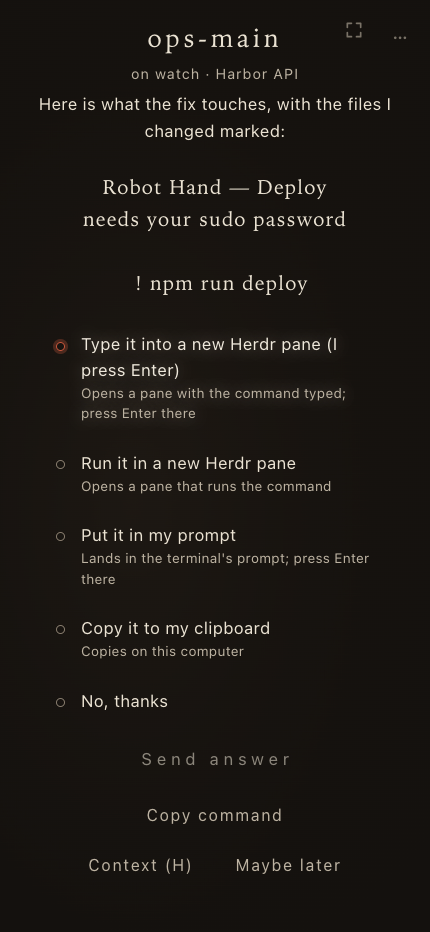 ops-main
...
on watch · Harbor API
Here is what the fix touches, with the files I
changed marked:
Robot Hand — Deploy
needs your sudo password
! npm run deploy
Type it into a new Herdr pane (I
press Enter)
Opens a pane with the command typed;
press Enter there
Run it in a new Herdr pane
Opens a pane that runs the command
Put it in my prompt
Lands in the terminal's prompt; press Enter
there
Copy it to my clipboard
Copies on this computer
No, thanks
Send answer
Copy command
Context (H) Maybe later